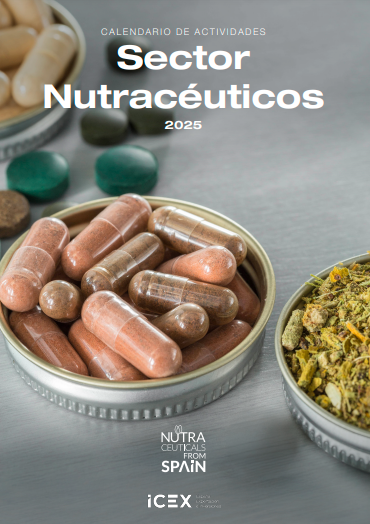 CALENDARIO DE ACTIVIDADES
Sector
Nutracéuticos
2025
NUTRA
CEUTICALS
FROM
SPAIN
icex